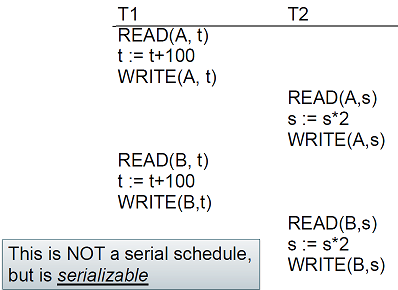 T1 T2
READ(A, t)
t := t+100
WRITE(A, t)
READ(A,s)
s := s*2
WRITE(A,s)
READ(B, t)
t := t+100
WRITE(B,t)
READ(B,s)
s := s*2
WRITE(B,s)
This is NOT a serial schedule,
but is serializable